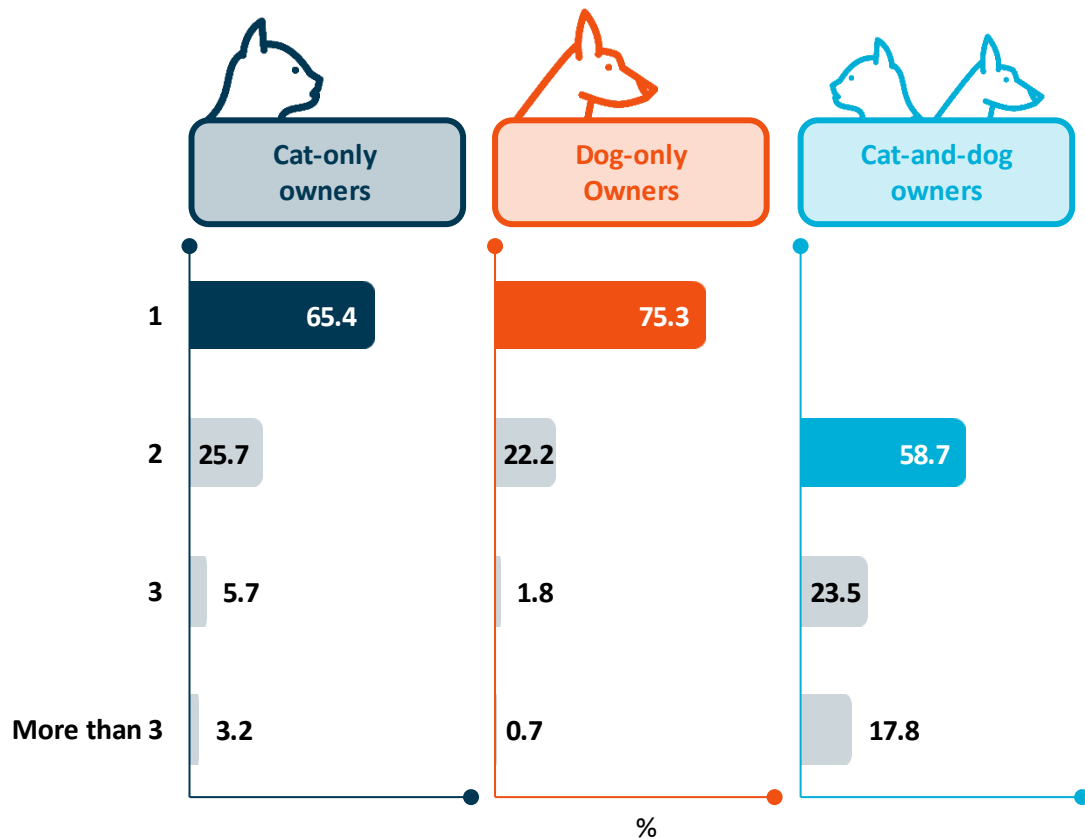 Cat-only
owners
Dog-only
Owners
Cat-and-dog
owners
1
65.4
75.3
2
25.7
22.2
58.7
3
5.7
1.8
23.5
More than 3
3.2
0.7
17.8
%